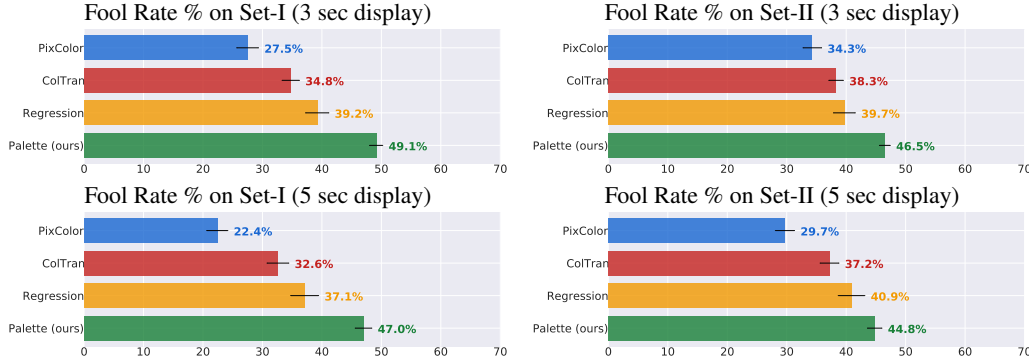 Fool Rate % on Set-I (3 sec display)
PixColor 27.5%
ColTran 34.8%
Regression 39.2%
Palette (ours) 49.1%
0 10 20 30 40 50 60 70
Fool Rate % on Set-II (3 sec display)
PixColor 34.3%
ColTran 38.3%
Regression 39.7%
Palette (ours) 46.5%
0 10 20 30 40 50 60 70
Fool Rate % on Set-I (5 sec display)
PixColor 22.4%
ColTran 32.6%
Regression 37.1%
Palette (ours) 47.0%
0 10 20 30 40 50 60 70
Fool Rate % on Set-II (5 sec display)
PixColor 29.7%
ColTran 37.2%
Regression 40.9%
Palette (ours) 44.8%
0 10 20 30 40 50 60 70